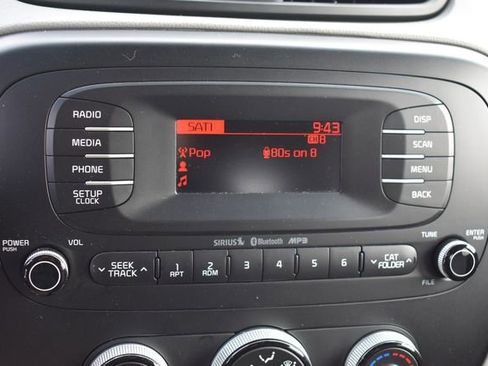 RADIO
MEDIA
PHONE
SETUP
CLOCK
SAT1 9:43
CH 8
Pop 80s on 8
DISP
SCAN
MENU
BACK
POWER
PUSH
VOL
SIRIUS Bluetooth MP3
TUNE
ENTER
PUSH
SEEK
TRACK
1
RPT
2
RDM
3
4
5
6
CAT
FOLDER
FILE